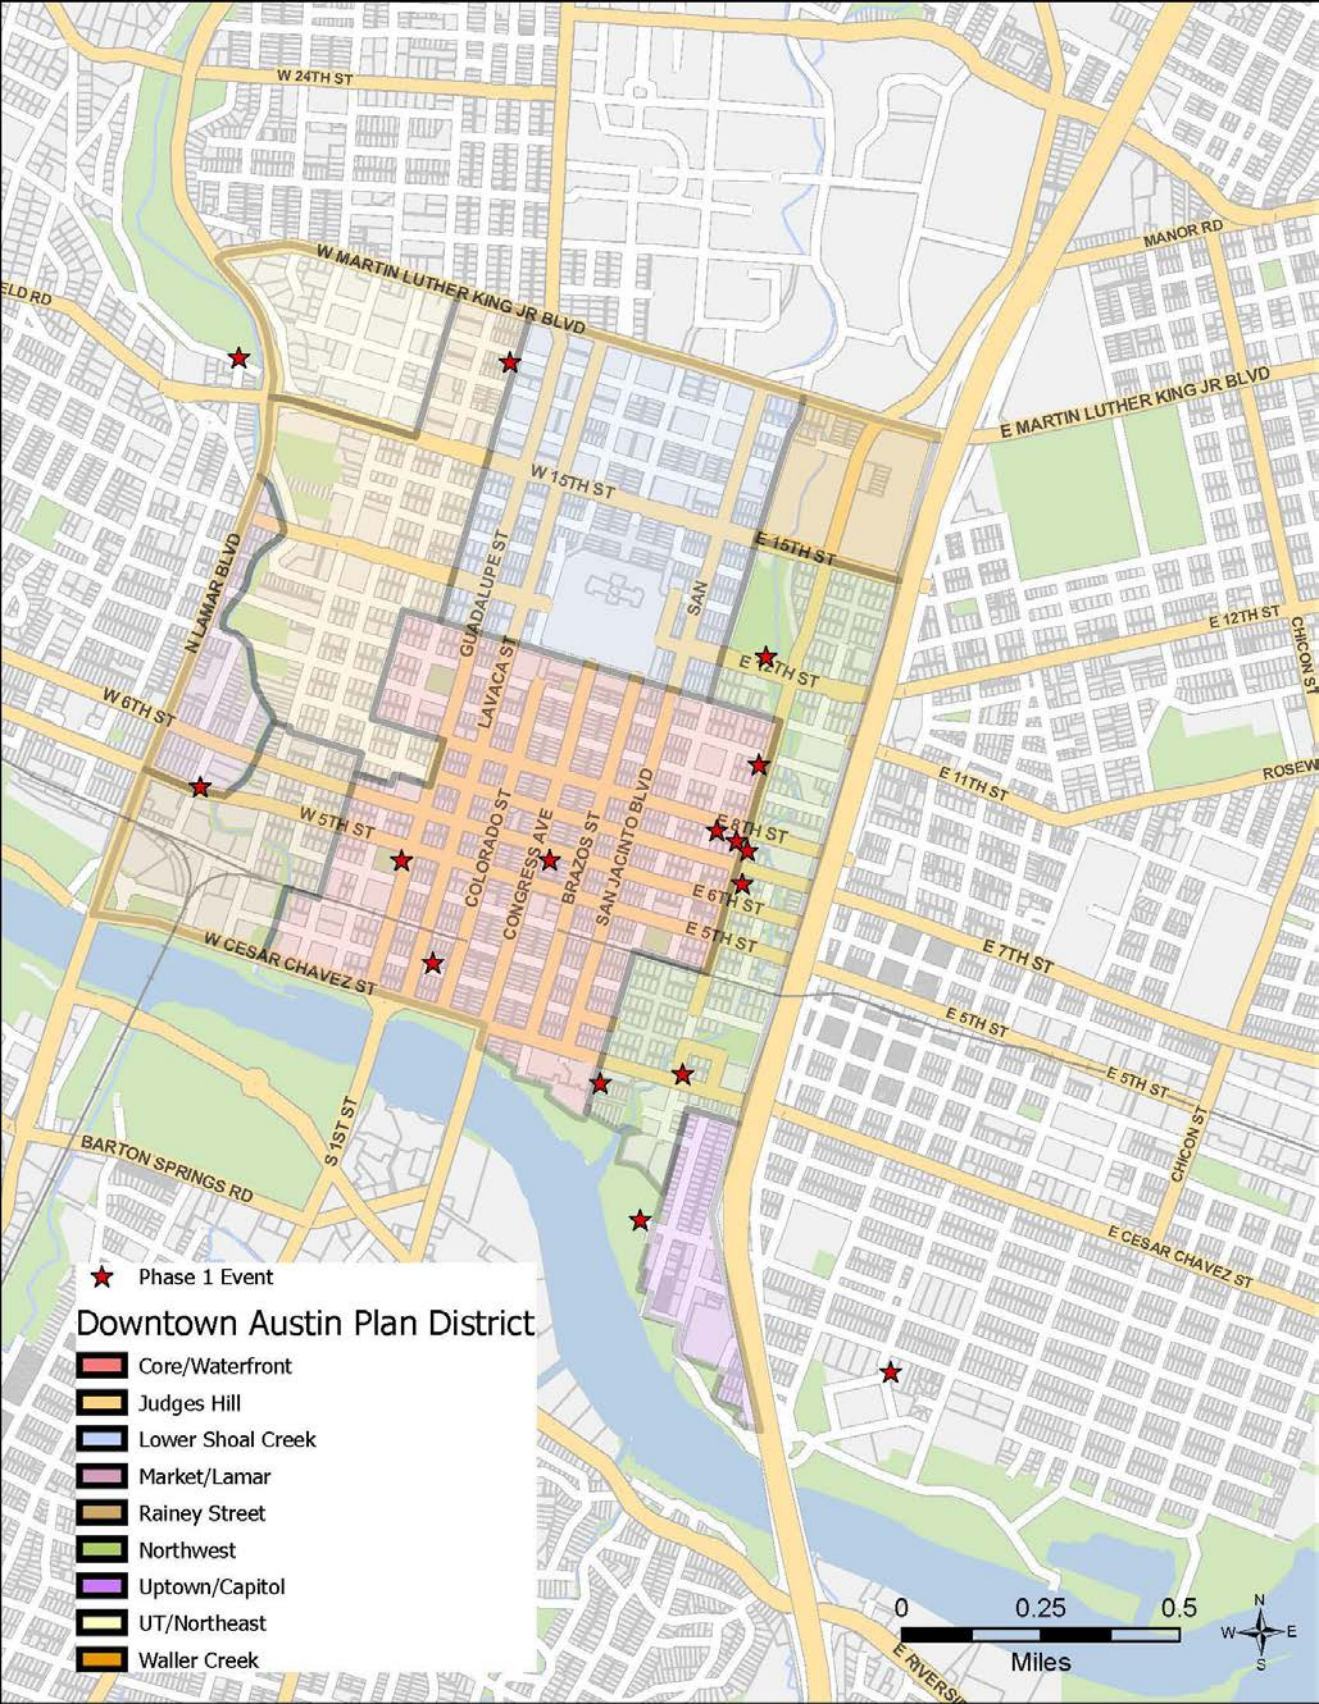 W 24TH ST
MANOR RD
W MARTIN LUTHER KING JR BLVD
ELD RD
E MARTIN LUTHER KING JR BLVD
W 15TH ST
E 15TH ST
N LAMAR BLVD
GUADALUPE ST
LAVACA ST
SAN
E 12TH ST
CHICON ST
E 12TH ST
W 6TH ST
E 11TH ST
ROSEW
W 5TH ST
COLORADO ST
CONGRESS AVE
BRAZOS ST
SAN JACINTO BLVD
E 8TH ST
E 6TH ST
E 5TH ST
E 7TH ST
W CESAR CHAVEZ ST
E 5TH ST
E 5TH ST
CHICON ST
S 1ST ST
BARTON SPRINGS RD
E CESAR CHAVEZ ST
Phase 1 Event
Downtown Austin Plan District
Core/Waterfront
Judges Hill
Lower Shoal Creek
Market/Lamar
Rainey Street
Northwest
Uptown/Capitol
UT/Northeast
Waller Creek
0 0.25 0.5
Miles
N
W E
S
E RIVERSI